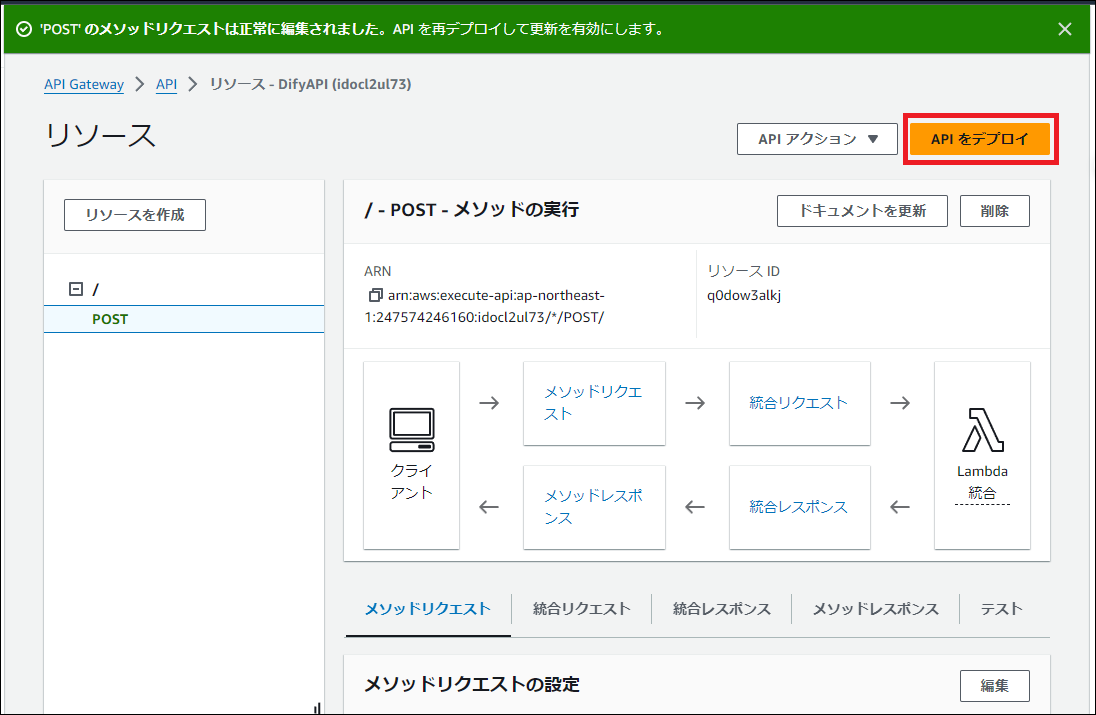 'POST' のメソッドリクエストは正常に編集されました。API を再デプロイして更新を有効にします。
API Gateway > API > リソース - DifyAPI (idocl2ul73)
リソース
API アクション ▼
API をデプロイ
リソースを作成
/
POST
/ - POST - メソッドの実行
ドキュメントを更新
削除
ARN
arn:aws:execute-api:ap-northeast-
1:247574246160:idocl2ul73/*/POST/
リソース ID
q0dow3alkj
クライ
アント
メソッドリクエ
スト
統合リクエスト
Lambda
統合
メソッドレスポ
ンス
統合レスポンス
メソッドリクエスト
統合リクエスト
統合レスポンス
メソッドレスポンス
テスト
メソッドリクエストの設定
編集